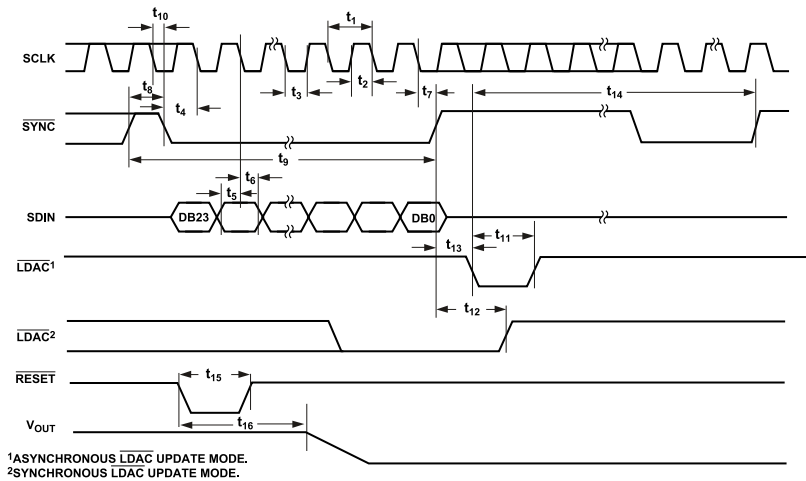 t10
t1
SCLK
t8
t4
t3
t2
t7
t14
SYNC
t9
t6
t5
SDIN
DB23
DB0
t13
t11
LDAC1
t12
LDAC2
RESET
t15
t16
VOUT
1ASYNCHRONOUS LDAC UPDATE MODE.
2SYNCHRONOUS LDAC UPDATE MODE.